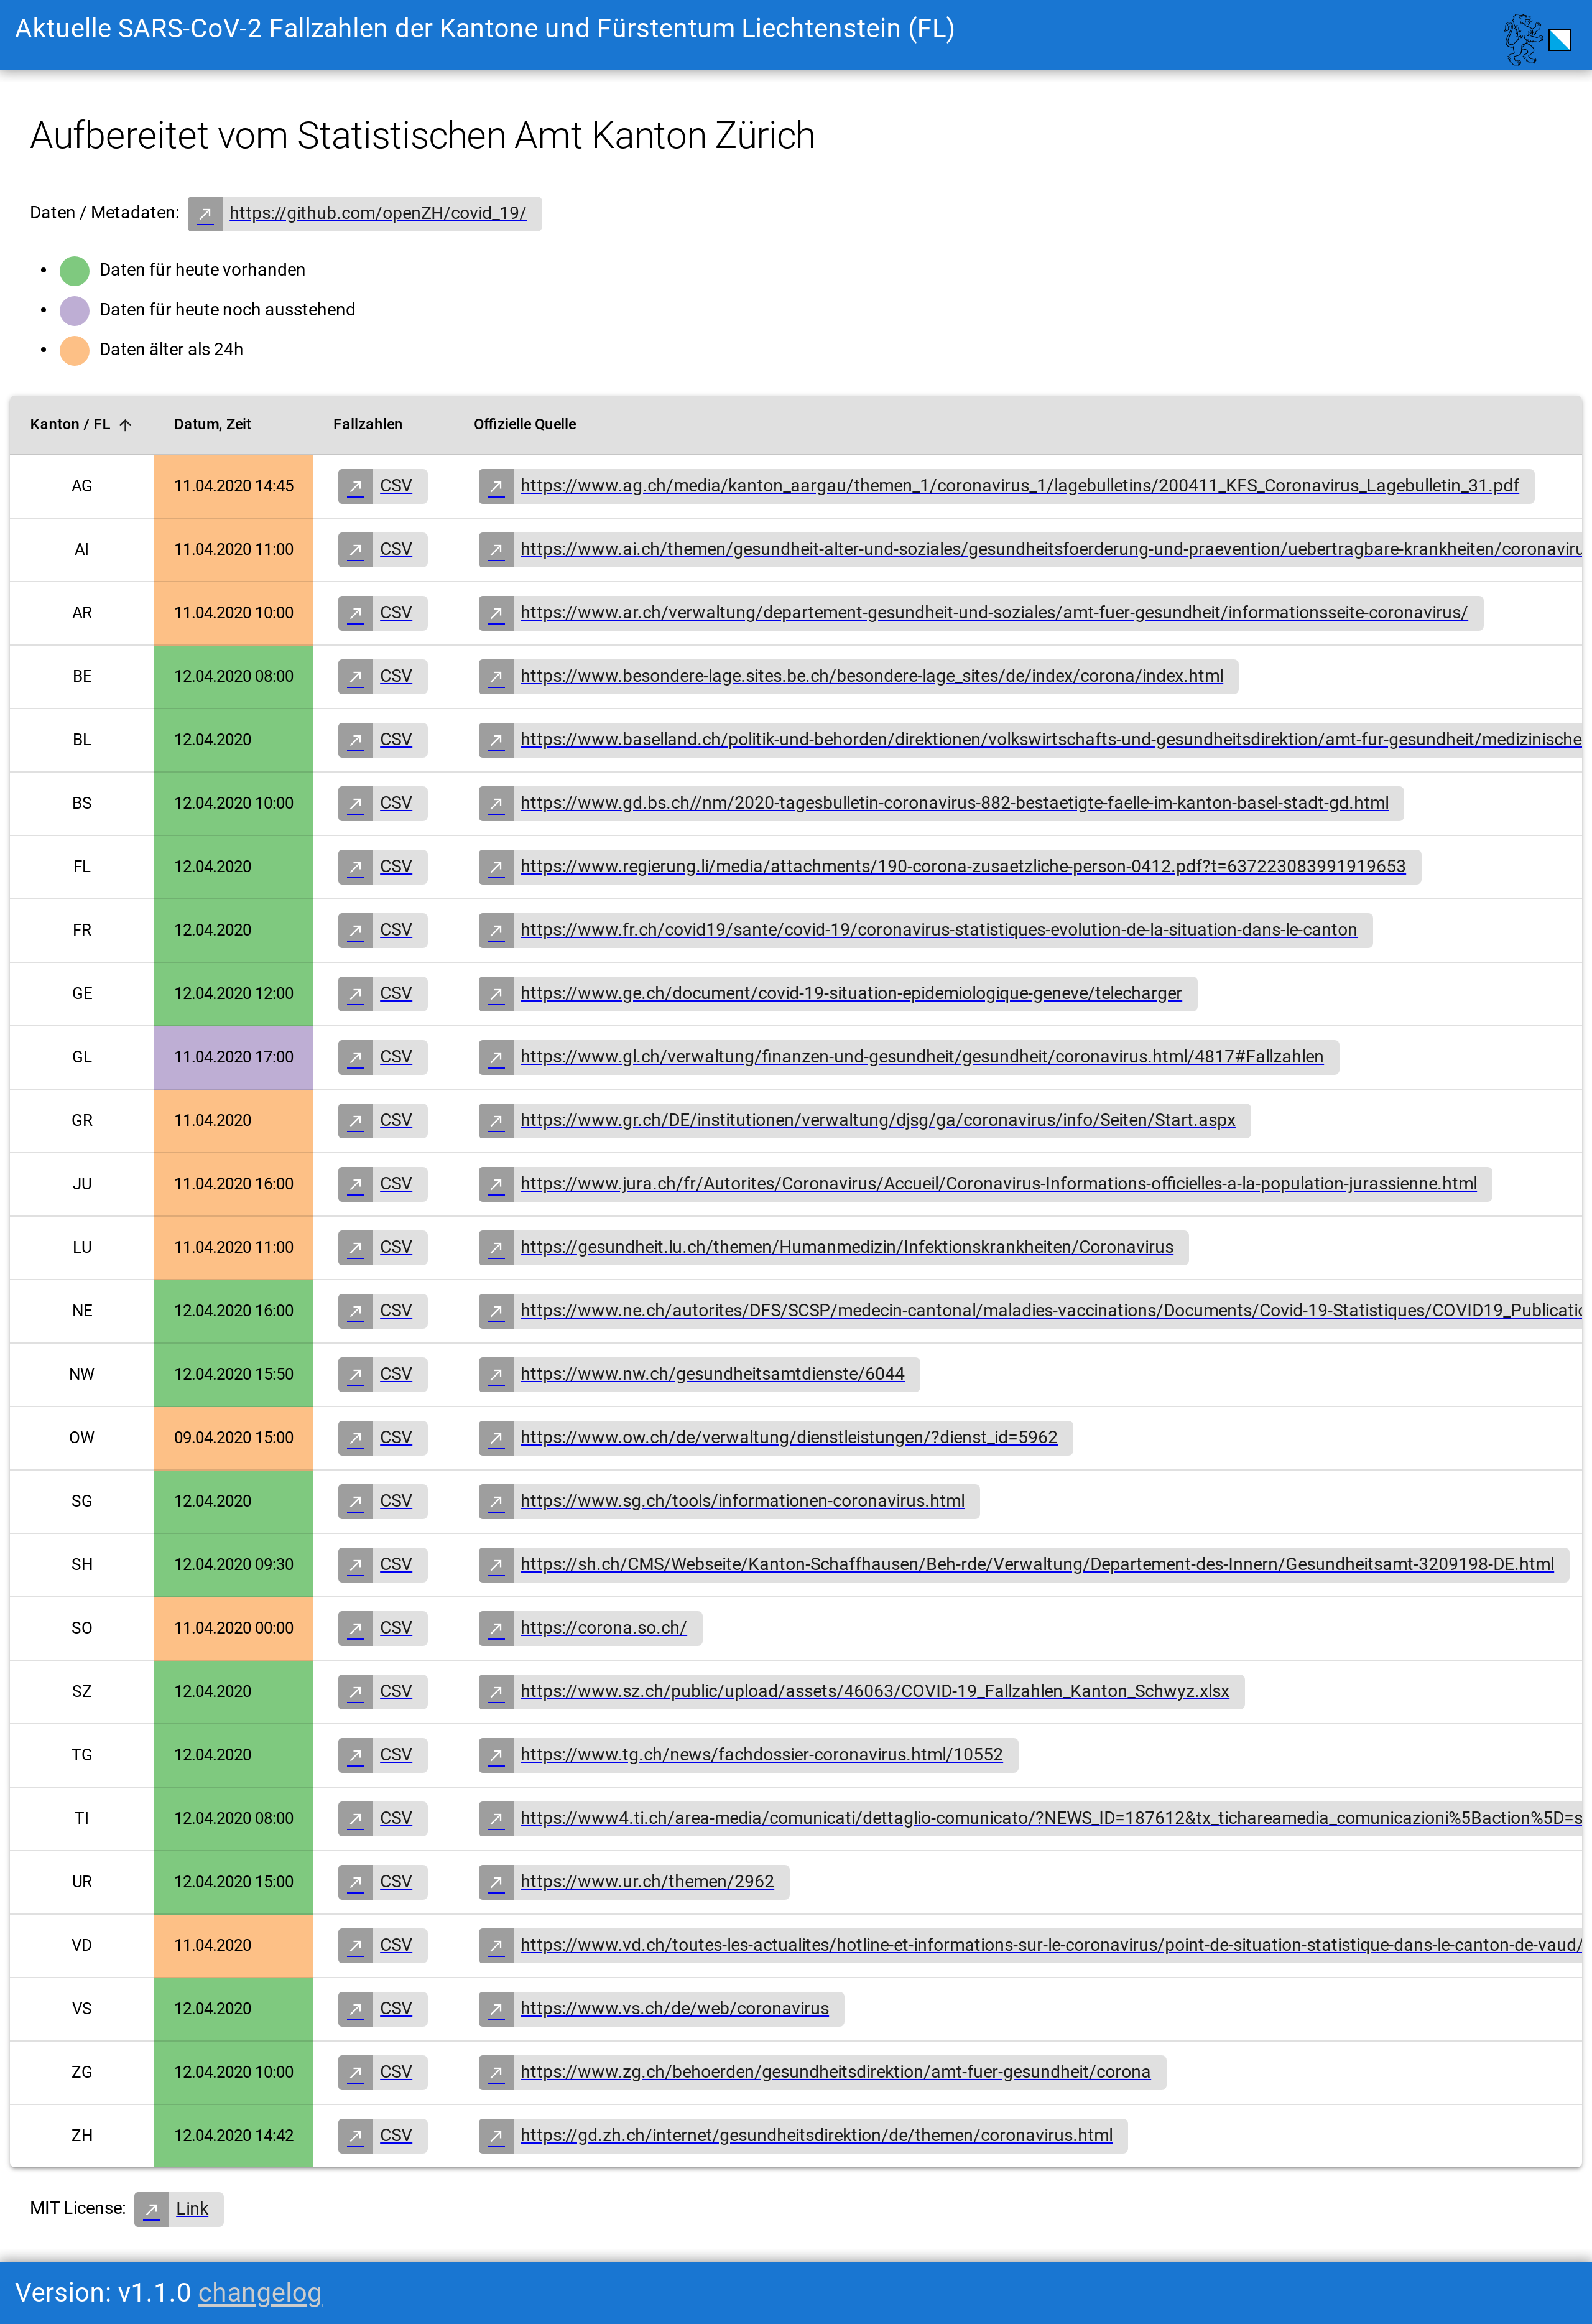 Aktuelle SARS-CoV-2 Fallzahlen der Kantone und Fürstentum Liechtenstein (FL)
Aufbereitet vom Statistischen Amt Kanton Zürich
Daten / Metadaten: https://github.com/openZH/covid_19/
Daten für heute vorhanden
Daten für heute noch ausstehend
Daten älter als 24h
Kanton / FL Datum, Zeit Fallzahlen Offizielle Quelle
AG 11.04.2020 14:45 CSV https://www.ag.ch/media/kanton_aargau/themen_1/coronavirus_1/lagebulletins/200411_KFS_Coronavirus_Lagebulletin_31.pdf
AI 11.04.2020 11:00 CSV https://www.ai.ch/themen/gesundheit-alter-und-soziales/gesundheitsfoerderung-und-praevention/uebertragbare-krankheiten/coronaviru
AR 11.04.2020 10:00 CSV https://www.ar.ch/verwaltung/departement-gesundheit-und-soziales/amt-fuer-gesundheit/informationsseite-coronavirus/
BE 12.04.2020 08:00 CSV https://www.besondere-lage.sites.be.ch/besondere-lage_sites/de/index/corona/index.html
BL 12.04.2020 CSV https://www.baselland.ch/politik-und-behorden/direktionen/volkswirtschafts-und-gesundheitsdirektion/amt-fur-gesundheit/medizinische
BS 12.04.2020 10:00 CSV https://www.gd.bs.ch//nm/2020-tagesbulletin-coronavirus-882-bestaetigte-faelle-im-kanton-basel-stadt-gd.html
FL 12.04.2020 CSV https://www.regierung.li/media/attachments/190-corona-zusaetzliche-person-0412.pdf?t=637223083991919653
FR 12.04.2020 CSV https://www.fr.ch/covid19/sante/covid-19/coronavirus-statistiques-evolution-de-la-situation-dans-le-canton
GE 12.04.2020 12:00 CSV https://www.ge.ch/document/covid-19-situation-epidemiologique-geneve/telecharger
GL 11.04.2020 17:00 CSV https://www.gl.ch/verwaltung/finanzen-und-gesundheit/gesundheit/coronavirus.html/4817#Fallzahlen
GR 11.04.2020 CSV https://www.gr.ch/DE/institutionen/verwaltung/djsg/ga/coronavirus/info/Seiten/Start.aspx
JU 11.04.2020 16:00 CSV https://www.jura.ch/fr/Autorites/Coronavirus/Accueil/Coronavirus-Informations-officielles-a-la-population-jurassienne.html
LU 11.04.2020 11:00 CSV https://gesundheit.lu.ch/themen/Humanmedizin/Infektionskrankheiten/Coronavirus
NE 12.04.2020 16:00 CSV https://www.ne.ch/autorites/DFS/SCSP/medecin-cantonal/maladies-vaccinations/Documents/Covid-19-Statistiques/COVID19_Publicatio
NW 12.04.2020 15:50 CSV https://www.nw.ch/gesundheitsamtdienste/6044
OW 09.04.2020 15:00 CSV https://www.ow.ch/de/verwaltung/dienstleistungen/?dienst_id=5962
SG 12.04.2020 CSV https://www.sg.ch/tools/informationen-coronavirus.html
SH 12.04.2020 09:30 CSV https://sh.ch/CMS/Webseite/Kanton-Schaffhausen/Beh-rde/Verwaltung/Departement-des-Innern/Gesundheitsamt-3209198-DE.html
SO 11.04.2020 00:00 CSV https://corona.so.ch/
SZ 12.04.2020 CSV https://www.sz.ch/public/upload/assets/46063/COVID-19_Fallzahlen_Kanton_Schwyz.xlsx
TG 12.04.2020 CSV https://www.tg.ch/news/fachdossier-coronavirus.html/10552
TI 12.04.2020 08:00 CSV https://www4.ti.ch/area-media/comunicati/dettaglio-comunicato/?NEWS_ID=187612&tx_tichareamedia_comunicazioni%5Baction%5D=s
UR 12.04.2020 15:00 CSV https://www.ur.ch/themen/2962
VD 11.04.2020 CSV https://www.vd.ch/toutes-les-actualites/hotline-et-informations-sur-le-coronavirus/point-de-situation-statistique-dans-le-canton-de-vaud/
VS 12.04.2020 CSV https://www.vs.ch/de/web/coronavirus
ZG 12.04.2020 10:00 CSV https://www.zg.ch/behoerden/gesundheitsdirektion/amt-fuer-gesundheit/corona
ZH 12.04.2020 14:42 CSV https://gd.zh.ch/internet/gesundheitsdirektion/de/themen/coronavirus.html
MIT License: Link
Version: v1.1.0 changelog